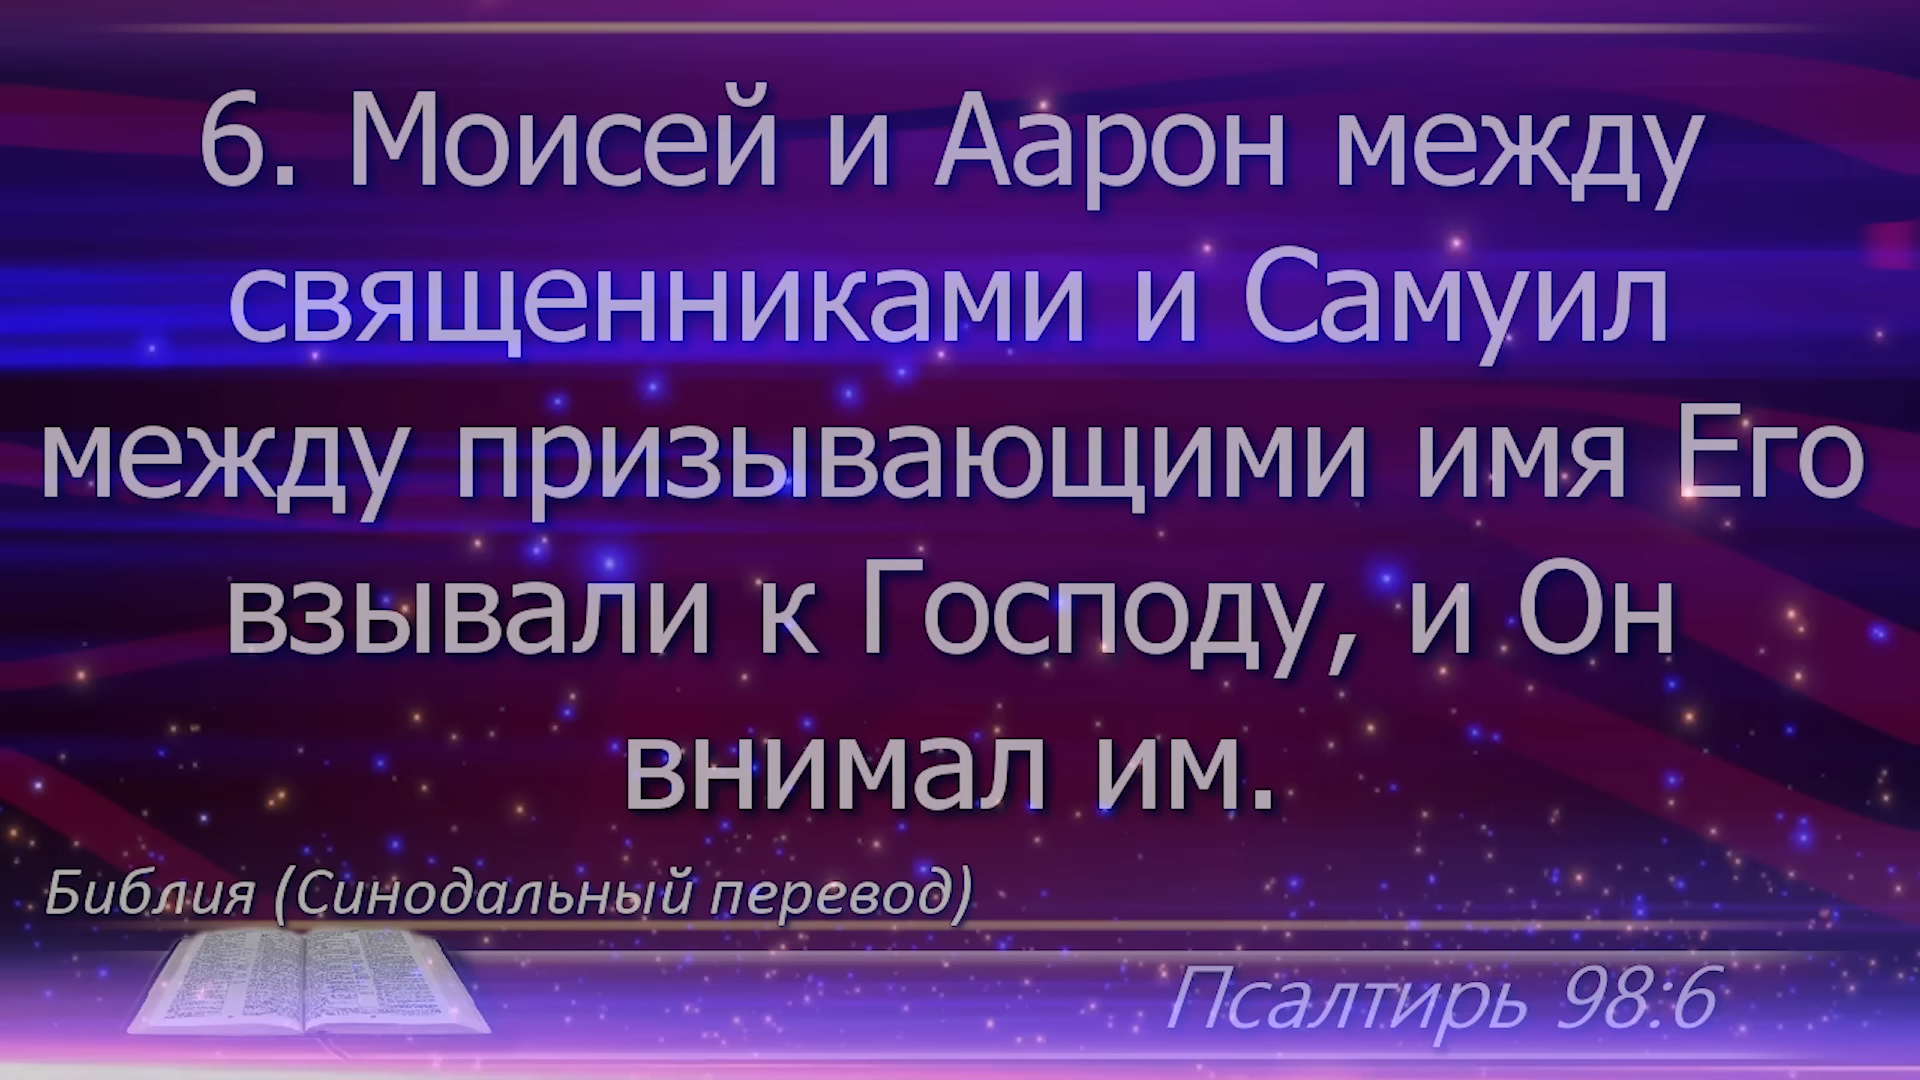 6. Моисей и Аарон между
священниками и Самуил
между призывающими имя Его
взывали к Господу, и Он
внимал им.
Библия (Синодальный перевод)
Псалтирь 98:6